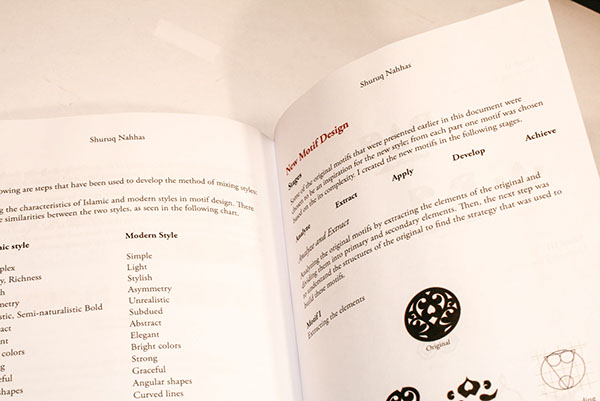 Shuruq Nahhas
owing are steps that have been used to develop the method of mixing styles:
g the characteristics of Islamic and modern styles in motif design. There
e similarities between the two styles, as seen in the following chart.
ic style Modern Style
Simple
plex Light
y, Richness Stylish
h Asymmetry
metry Unrealistic
stic, Semi-naturalistic Bold Subdued
act Abstract
nt Elegant
colors Bright colors
g Strong
eful Graceful
shapes Angular shapes
Curved lines
Shuruq Nahhas
New Motif Design
Stages
Some of the original motifs that were presented earlier in this document were
chosen to be an inspiration for the new style; from each part one motif was chosen
based on the its complexity. I created the new motifs in the following stages.
Analyze Extract Apply Develop Achieve
Analyze and Extract
Analyzing the original motifs by extracting the elements of the original and
dividing them into primary and secondary elements. Then, the next step was
to understand the structures of the original to find the strategy that was used to
build these motifs.
Motif I
Extracting the elements
Original